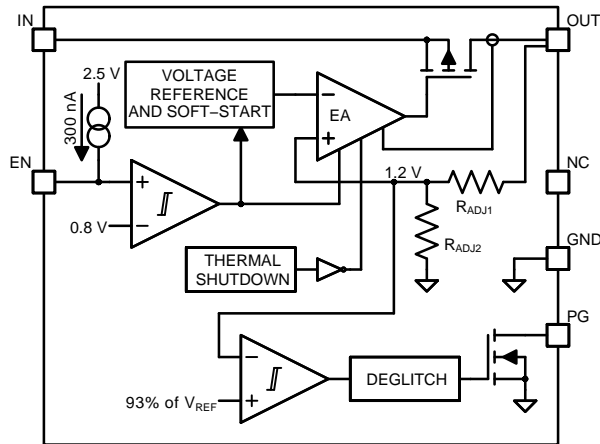 IN
OUT
2.5 V
300 nA
VOLTAGE
REFERENCE
AND SOFT-START
−
EA
+
EN
+
0.8 V
−
1.2 V
RADJ1
NC
RADJ2
THERMAL
SHUTDOWN
GND
PG
−
DEGLITCH
93% of VREF
+